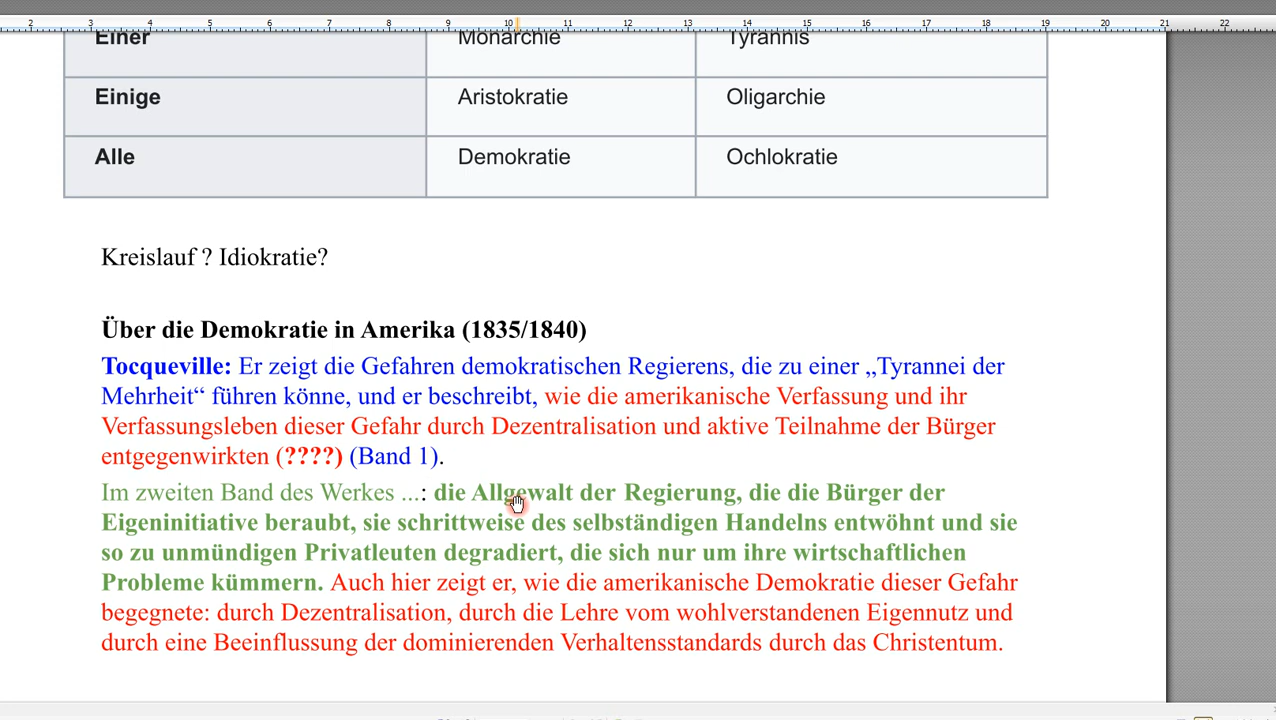 2 3 4 5 6 7 8 9 10 11 12 13 14 15 16 17 18 19 20 21 22
Einer Monarchie Tyrannis
Einige Aristokratie Oligarchie
Alle Demokratie Ochlokratie
Kreislauf ? Idiokratie?
Über die Demokratie in Amerika (1835/1840)
Tocqueville: Er zeigt die Gefahren demokratischen Regierens, die zu einer „Tyrannei der
Mehrheit“ führen könne, und er beschreibt, wie die amerikanische Verfassung und ihr
Verfassungsleben dieser Gefahr durch Dezentralisation und aktive Teilnahme der Bürger
entgegenwirkten (????) (Band 1).
Im zweiten Band des Werkes ...: die Allgewalt der Regierung, die die Bürger der
Eigeninitiative beraubt, sie schrittweise des selbständigen Handelns entwöhnt und sie
so zu unmündigen Privatleuten degradiert, die sich nur um ihre wirtschaftlichen
Probleme kümmern. Auch hier zeigt er, wie die amerikanische Demokratie dieser Gefahr
begegnete: durch Dezentralisation, durch die Lehre vom wohlverstandenen Eigennutz und
durch eine Beeinflussung der dominierenden Verhaltensstandards durch das Christentum.